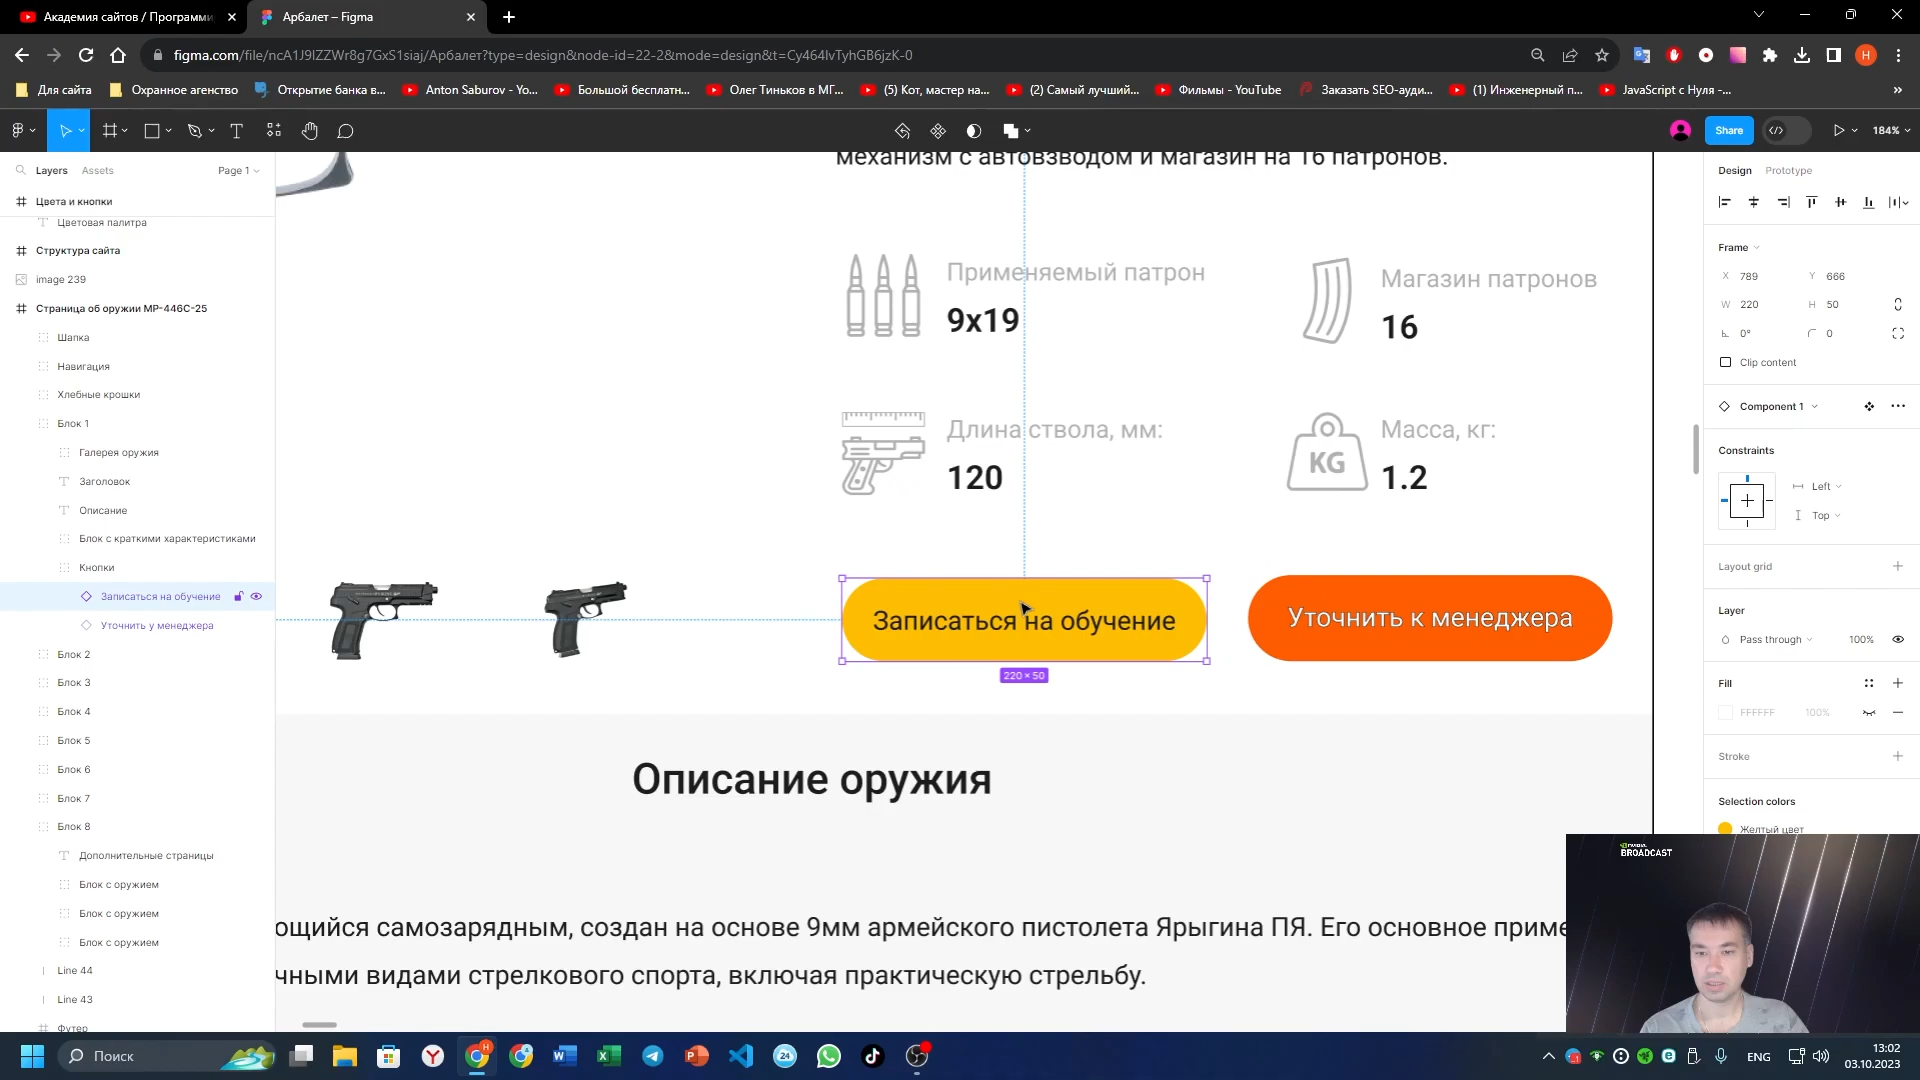 Академия сайтов / Программи
Арбалет – Figma
figma.com/file/ncA1J9lZZWr8g7GxS1siaj/Арбалет?type=design&node-id=22-2&mode=design&t=Cy464lvTyhGB6jzK-0
Для сайта
Охранное агенство
Открытие банка в...
Anton Saburov - Yo...
Большой бесплатн...
Олег Тиньков в МГ...
(5) Кот, мастер на...
(2) Самый лучший...
Фильмы - YouTube
Заказать SEO-ауди...
(1) Инженерный п...
JavaScript с Нуля -...
Share
184%
Layers
Assets
Page 1
Цвета и кнопки
Цветовая палитра
Структура сайта
image 239
Страница об оружии МР-446С-25
Шапка
Навигация
Хлебные крошки
Блок 1
Галерея оружия
Заголовок
Описание
Блок с краткими характеристиками
Кнопки
Записаться на обучение
Уточнить у менеджера
Блок 2
Блок 3
Блок 4
Блок 5
Блок 6
Блок 7
Блок 8
Дополнительные страницы
Блок с оружием
Блок с оружием
Блок с оружием
Line 44
Line 43
Футер
механизм с автовзводом и магазин на 16 патронов.
Применяемый патрон
9х19
Магазин патронов
16
Длина ствола, мм:
120
KG
Масса, кг:
1.2
Записаться на обучение
220 × 50
Уточнить к менеджера
Описание оружия
ющийся самозарядным, создан на основе 9мм армейского пистолета Ярыгина ПЯ. Его основное приме
чными видами стрелкового спорта, включая практическую стрельбу.
Design
Prototype
Frame
X 789
Y 666
W 220
H 50
0°
0
Clip content
Component 1
Constraints
Left
Top
Layout grid
Layer
Pass through
100%
Fill
FFFFFF
100%
Stroke
Selection colors
Желтый цвет
NVIDIA
BROADCAST
Поиск
24
ENG
13:02
03.10.2023